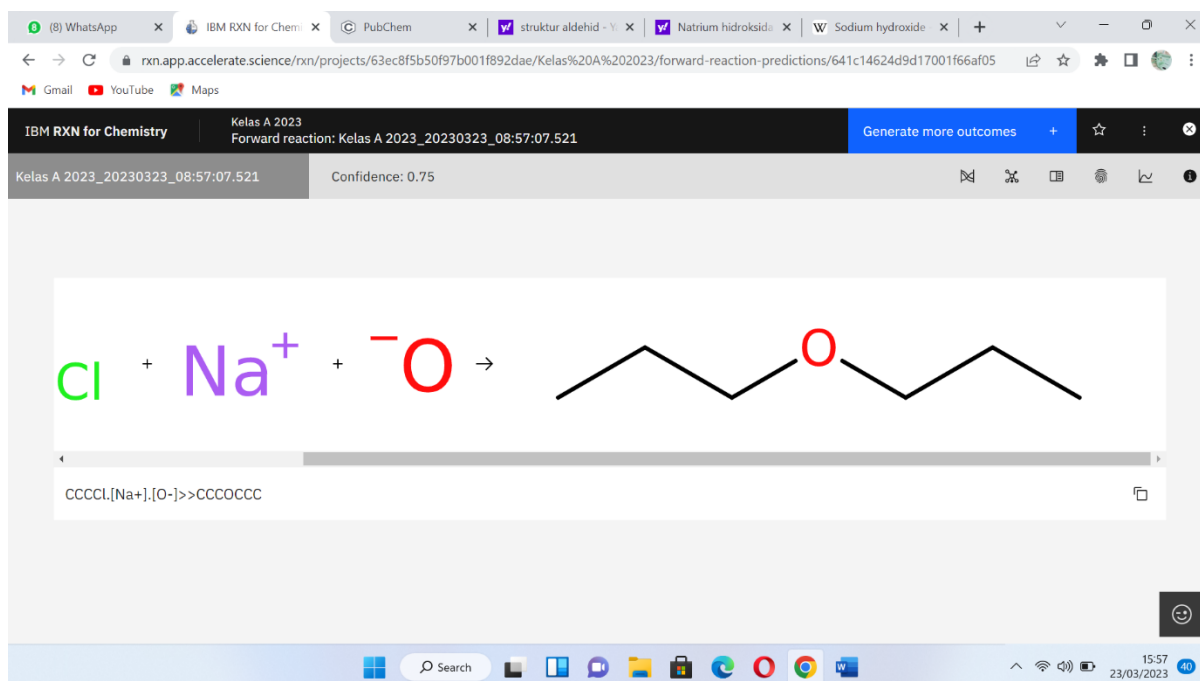 (8) WhatsApp
IBM RXN for Chemi
PubChem
struktur aldehid - Y
Natrium hidroksida
Sodium hydroxide -
rxn.app.accelerate.science/rxn/projects/63ec8f5b50f97b001f892dae/Kelas%20A%202023/forward-reaction-predictions/641c14624d9d17001f66af05
Gmail YouTube Maps
IBM RXN for Chemistry
Kelas A 2023
Forward reaction: Kelas A 2023_20230323_08:57:07.521
Generate more outcomes +
Kelas A 2023_20230323_08:57:07.521
Confidence: 0.75
Cl + Na+ + −O → O
CCCCl.[Na+].[O-]>>CCCOCCC
Search
15:57
23/03/2023
40